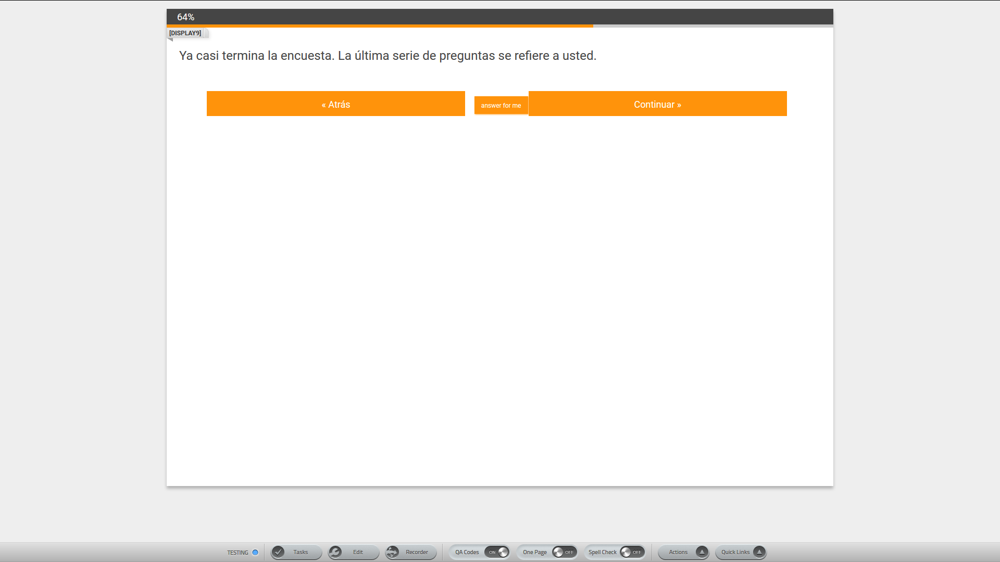 64%
[DISPLAY9]
Ya casi termina la encuesta. La última serie de preguntas se refiere a usted.
« Atrás answer for me Continuar »
TESTING Tasks Edit Recorder QA Codes ON One Page OFF Spell Check OFF Actions Quick Links